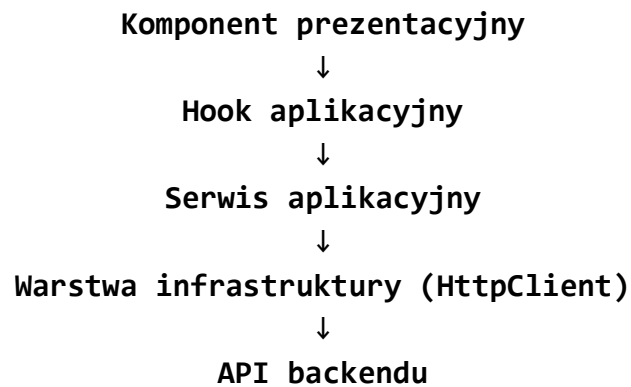 Komponent prezentacyjny
↓
Hook aplikacyjny
↓
Serwis aplikacyjny
↓
Warstwa infrastruktury (HttpClient)
↓
API backendu